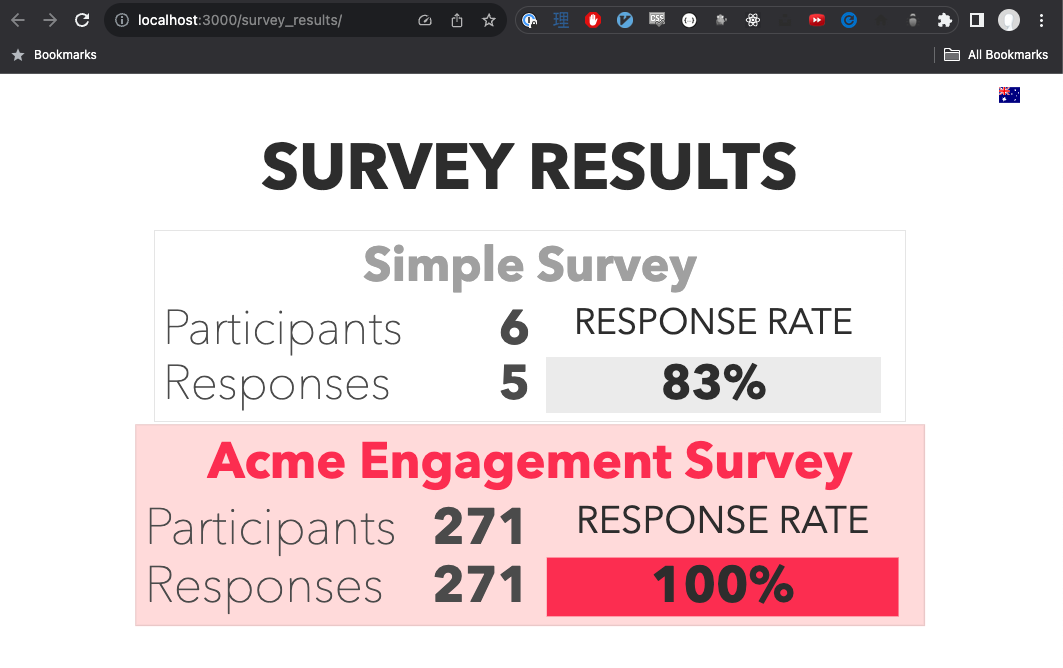 localhost:3000/survey_results/
CSF
Bookmarks
All Bookmarks
SURVEY RESULTS
Simple Survey
Participants 6 RESPONSE RATE
Responses 5 83%
Acme Engagement Survey
Participants 271 RESPONSE RATE
Responses 271 100%